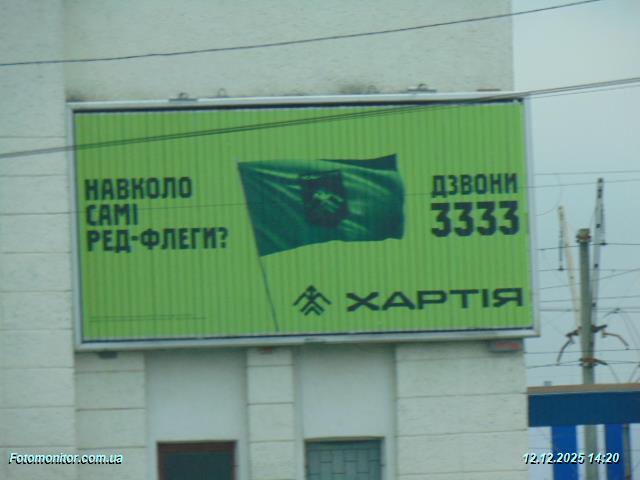 НАВКОЛО
САМІ
РЕД-ФЛЕГИ?
ДЗВОНИ
3333
ХАРТІЯ
Fotomonitor.com.ua
12.12.2025 14:20